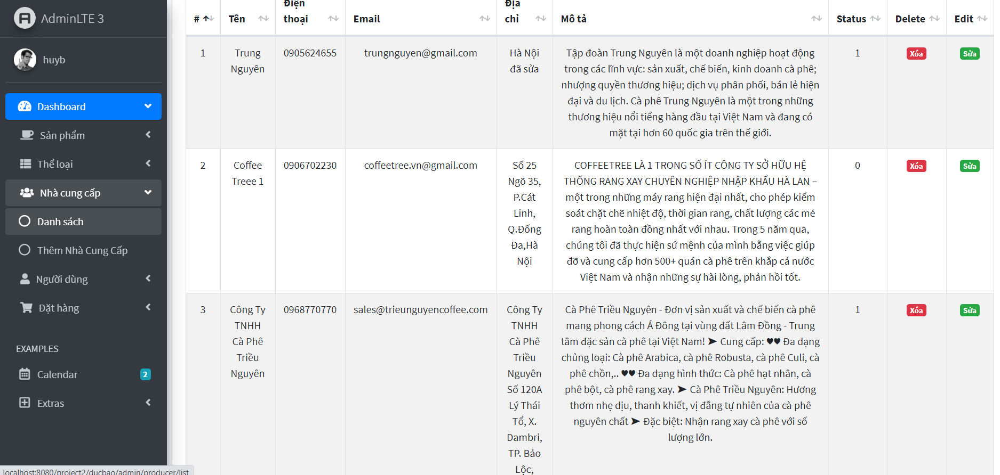 AdminLTE 3
huyb
Dashboard
Sản phẩm
Thể loại
Nhà cung cấp
Danh sách
Thêm Nhà Cung Cấp
Người dùng
Đặt hàng
EXAMPLES
Calendar 2
Extras
localhost:8080/project2/ducbao/admin/producer/list
# Tên Điện thoại Email Địa chỉ Mô tả Status Delete Edit
1
Trung
Nguyên
0905624655
trungnguyen@gmail.com
Hà Nội
đã sửa
Tập đoàn Trung Nguyên là một doanh nghiệp hoạt động
trong các lĩnh vực: sản xuất, chế biến, kinh doanh cà phê;
nhượng quyền thương hiệu; dịch vụ phân phối, bán lẻ hiện
đại và du lịch. Cà phê Trung Nguyên là một trong những
thương hiệu nổi tiếng hàng đầu tại Việt Nam và đang có
mặt tại hơn 60 quốc gia trên thế giới.
1
Xóa
Sửa
2
Coffee
Treee 1
0906702230
coffeetree.vn@gmail.com
Số 25
Ngõ 35,
P.Cát
Linh,
Q.Đống
Đa,Hà
Nội
COFFEETREE LÀ 1 TRONG SỐ ÍT CÔNG TY SỞ HỮU HỆ
THỐNG RANG XAY CHUYÊN NGHIỆP NHẬP KHẨU HÀ LAN –
một trong những máy rang hiện đại nhất, cho phép kiểm
soát chặt chẽ nhiệt độ, thời gian rang, chất lượng các mẻ
rang hoàn toàn đồng nhất với nhau. Trong 5 năm qua,
chúng tôi đã thực hiện sứ mệnh của mình bằng việc giúp
đỡ và cung cấp hơn 500+ quán cà phê trên khắp cả nước
Việt Nam và nhận những sự hài lòng, phản hồi tốt.
0
Xóa
Sửa
3
Công Ty
TNHH
Cà Phê
Triều
Nguyên
0968770770
sales@trieunguyencoffee.com
Công Ty
TNHH
Cà Phê
Triều
Nguyên
Số 120A
Lý Thái
Tổ, X.
Dambri,
TP. Bảo
Lộc,
Cà Phê Triều Nguyên - Đơn vị sản xuất và chế biến cà phê
mang phong cách Á Đông tại vùng đất Lâm Đồng - Trung
tâm đặc sản cà phê tại Việt Nam! ➤ Cung cấp: ♥♥ Đa dạng
chủng loại: Cà phê Arabica, cà phê Robusta, cà phê Culi, cà
phê chồn,.. ♥♥ Đa dạng hình thức: Cà phê hạt nhân, cà
phê bột, cà phê rang xay. ➤ Cà Phê Triều Nguyên: Hương
thơm nhẹ dịu, thanh khiết, vị đắng tự nhiên của cà phê
nguyên chất ➤ Đặc biệt: Nhận rang xay cà phê với số
lượng lớn.
1
Xóa
Sửa